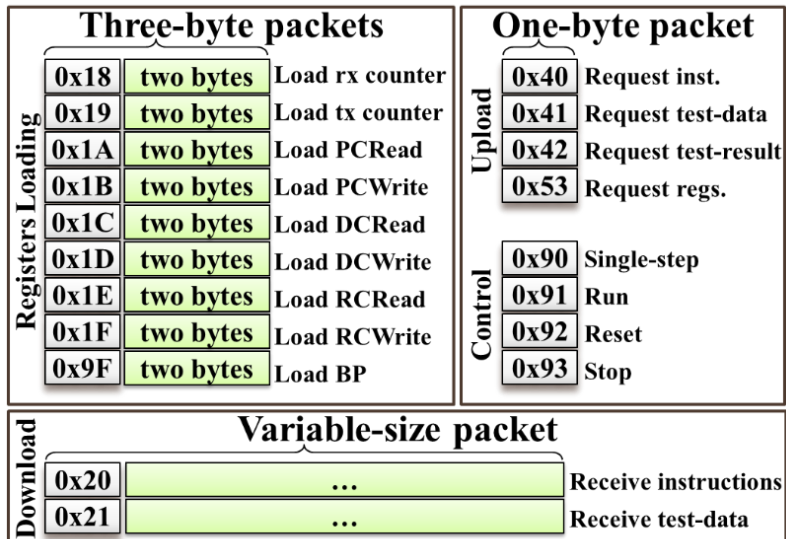 Three-byte packets
Registers Loading
0x18 two bytes Load rx counter
0x19 two bytes Load tx counter
0x1A two bytes Load PCRead
0x1B two bytes Load PCWrite
0x1C two bytes Load DCRead
0x1D two bytes Load DCWrite
0x1E two bytes Load RCRead
0x1F two bytes Load RCWrite
0x9F two bytes Load BP
One-byte packet
Upload
0x40 Request inst.
0x41 Request test-data
0x42 Request test-result
0x53 Request regs.
Control
0x90 Single-step
0x91 Run
0x92 Reset
0x93 Stop
Variable-size packet
Download
0x20 ... Receive instructions
0x21 ... Receive test-data